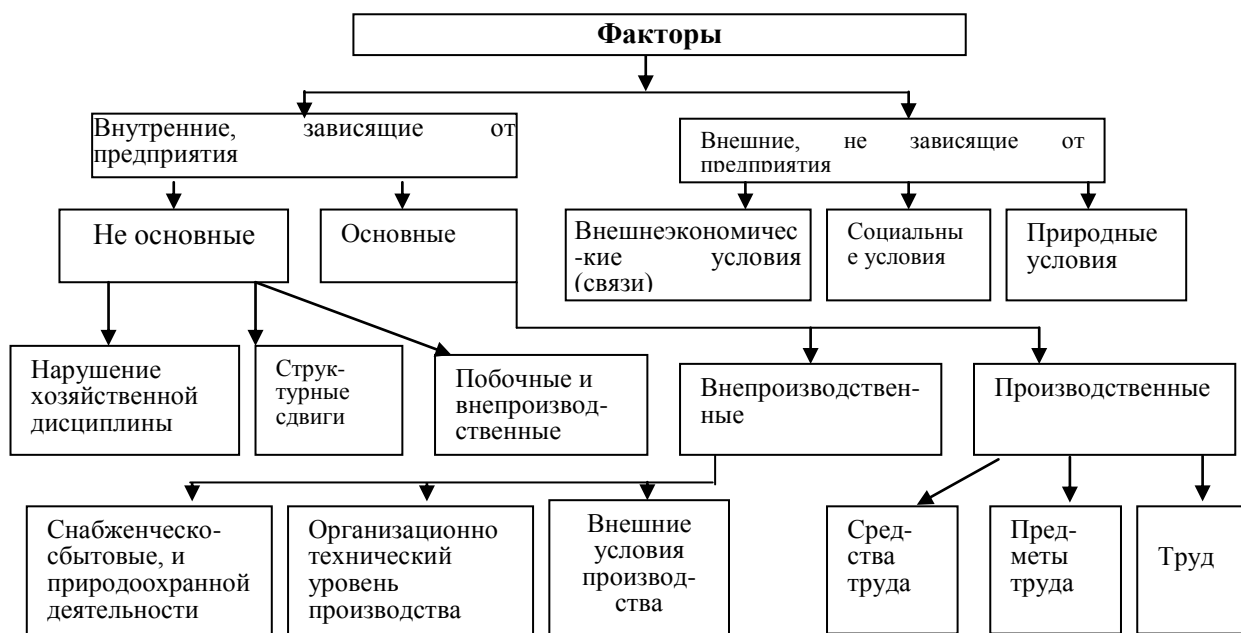 Факторы
Внутренние, зависящие от
предприятия
Внешние, не зависящие от
предприятия
Не основные
Основные
Внешнеэкономичес
-кие условия
(связи)
Социальны
е условия
Природные
условия
Нарушение
хозяйственной
дисциплины
Струк-
турные
сдвиги
Побочные и
внепроизвод-
ственные
Внепроизводствен-
ные
Производственные
Снабженческо-
сбытовые, и
природоохранной
деятельности
Организационно
технический
уровень
производства
Внешние
условия
производ-
ства
Сред-
ства
труда
Пред-
меты
труда
Труд